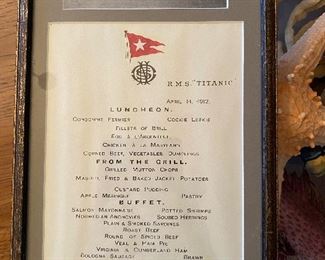 R.M.S. "TITANIC"
APRIL 14, 1912.
LUNCHEON.
CONSOMMÉ FERMIER COCKIE LEEKIE
FILLETS OF BRILL
EGG À L'ARGENTEUIL
CHICKEN À LA MARYLAND
CORNED BEEF, VEGETABLES, DUMPLINGS
FROM THE GRILL.
GRILLED MUTTON CHOPS
MASHED, FRIED & BAKED JACKET POTATOES
CUSTARD PUDDING
APPLE MERINGUE PASTRY
BUFFET.
SALMON MAYONNAISE POTTED SHRIMPS
NORWEGIAN ANCHOVIES SOUSED HERRINGS
PLAIN & SMOKED SARDINES
ROAST BEEF
ROUND OF SPICED BEEF
VEAL & HAM PIE
VIRGINIA & CUMBERLAND HAM
BOLOGNA SAUSAGE BRAWN